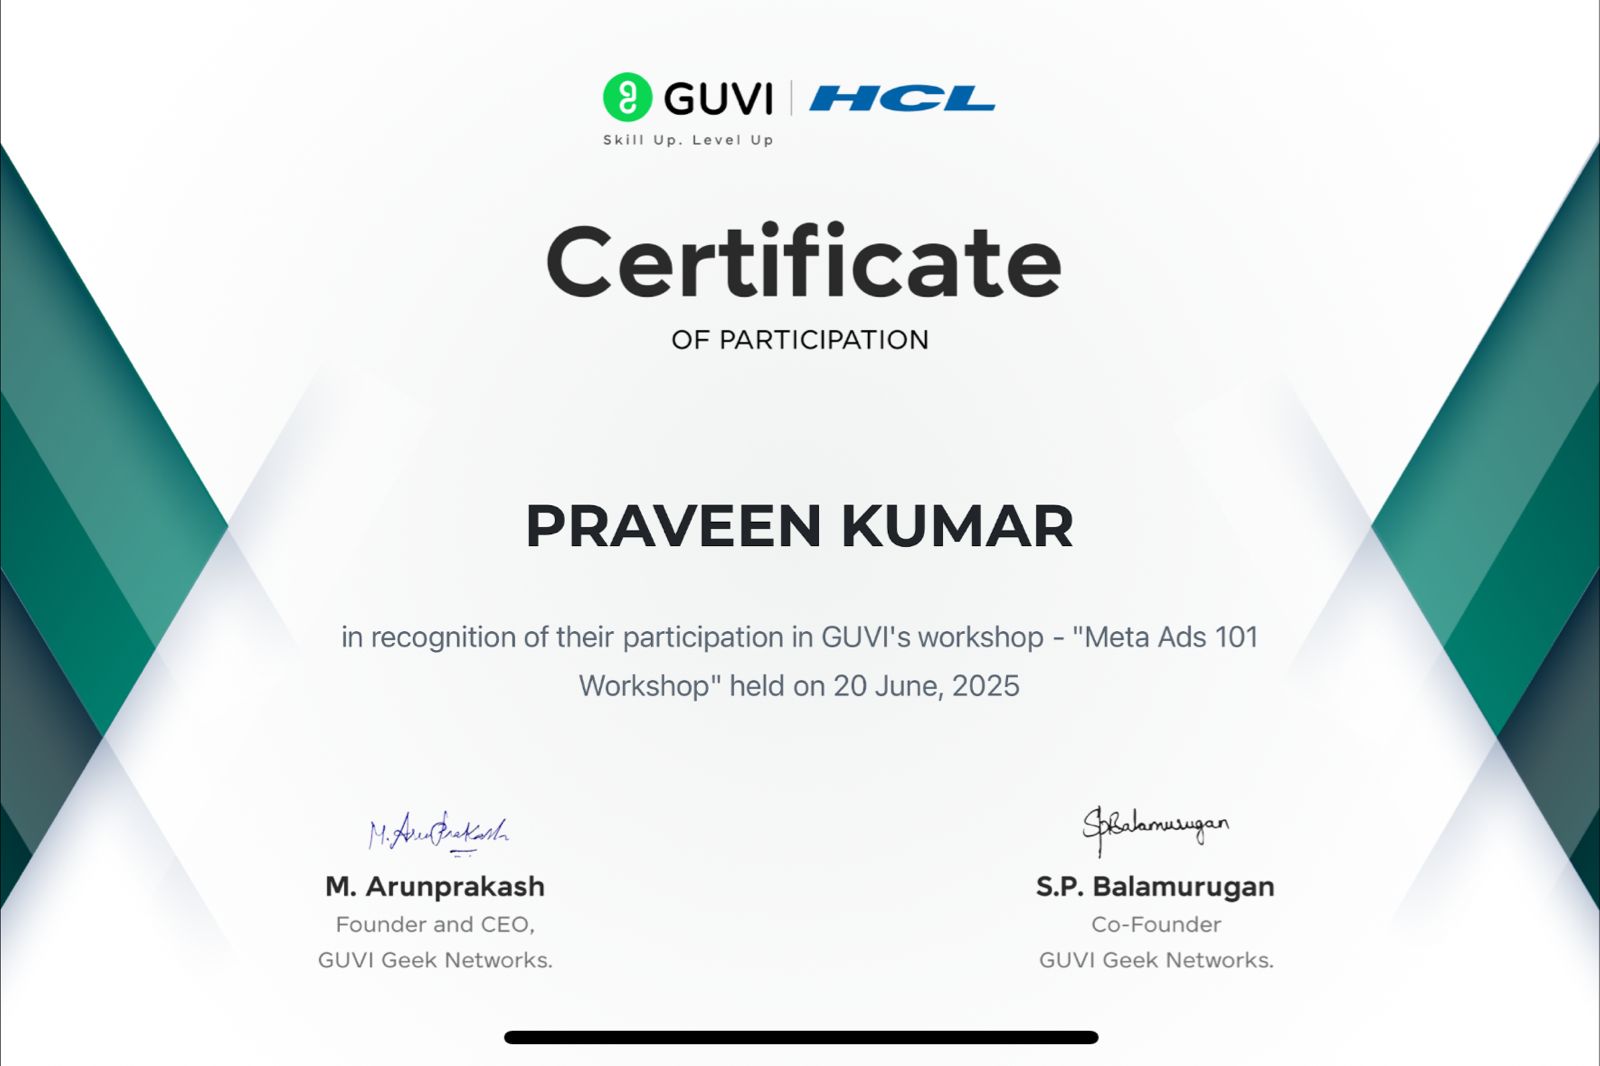 GUVI | HCL
Skill Up. Level Up
Certificate
OF PARTICIPATION
PRAVEEN KUMAR
in recognition of their participation in GUVI's workshop - "Meta Ads 101
Workshop" held on 20 June, 2025
M. Arunprakash
SpBalamurugan
M. Arunprakash
Founder and CEO,
GUVI Geek Networks.
S.P. Balamurugan
Co-Founder
GUVI Geek Networks.